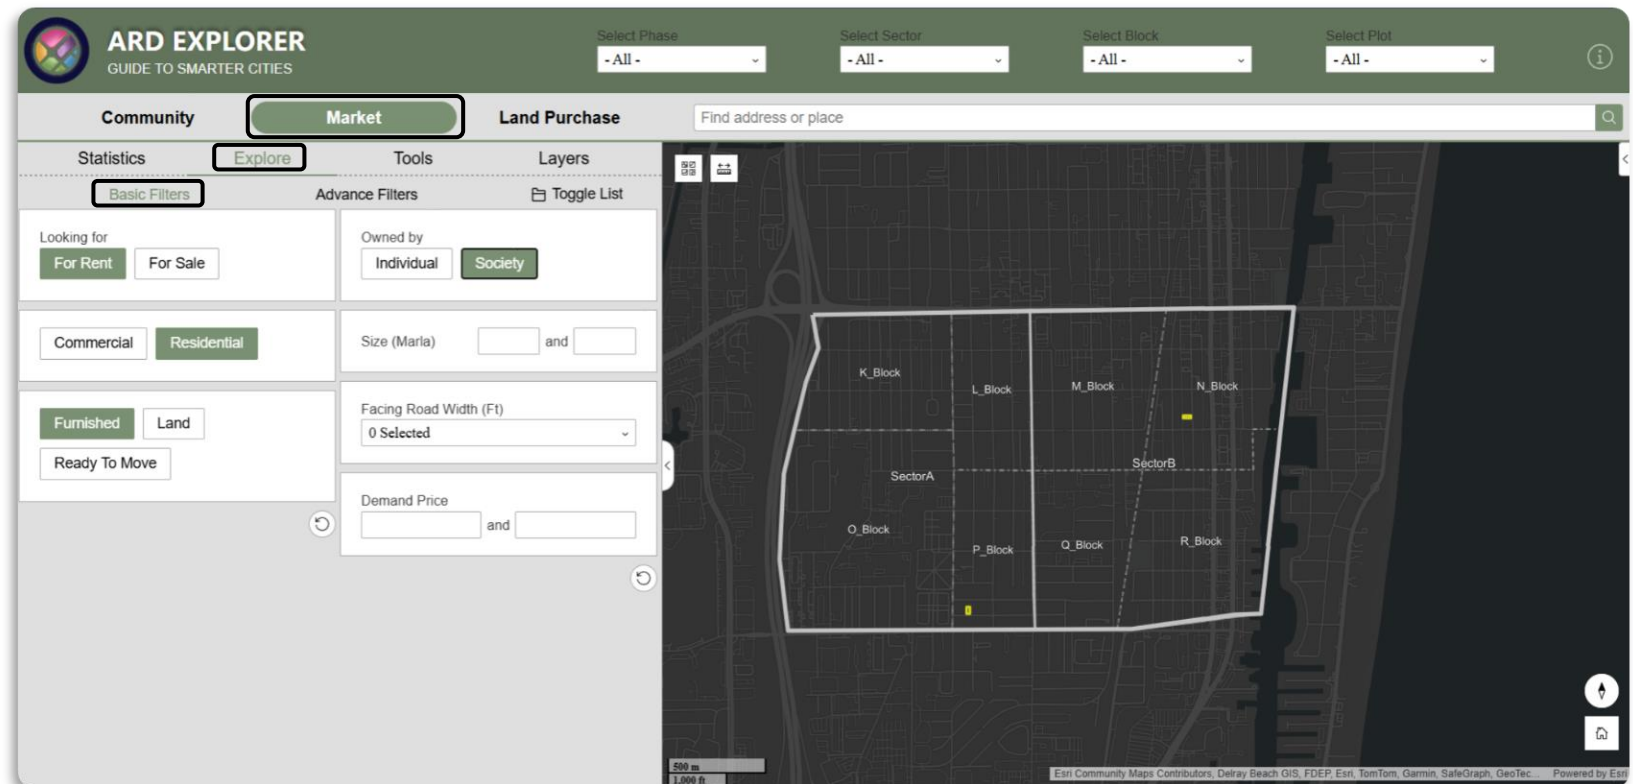 ARD EXPLORER
GUIDE TO SMARTER CITIES
Select Phase
- All -
Select Sector
- All -
Select Block
- All -
Select Plot
- All -
Community
Market
Land Purchase
Find address or place
Statistics
Explore
Tools
Layers
Basic Filters
Advance Filters
Toggle List
Looking for
For Rent
For Sale
Owned by
Individual
Society
Commercial
Residential
Size (Marla)
and
Furnished
Land
Ready To Move
Facing Road Width (Ft)
0 Selected
Demand Price
and
K_Block
L_Block
M_Block
N_Block
SectorA
SectorB
O_Block
P_Block
Q_Block
R_Block
500 m
1,000 ft
Esri Community Maps Contributors, Delray Beach GIS, FDEP, Esri, TomTom, Garmin, SafeGraph, GeoTec...
Powered by Esri